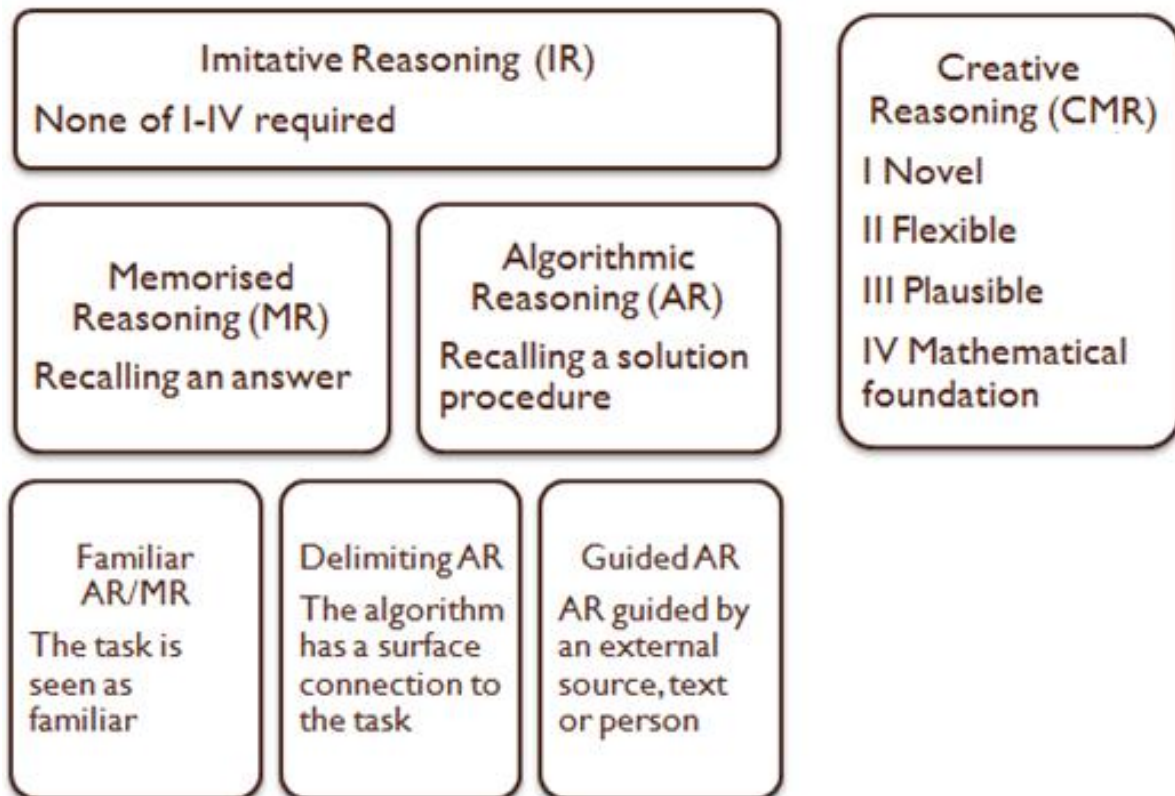 Imitative Reasoning (IR)
None of I-IV required
Creative
Reasoning (CMR)
I Novel
II Flexible
III Plausible
IV Mathematical
foundation
Memorised
Reasoning (MR)
Recalling an answer
Algorithmic
Reasoning (AR)
Recalling a solution
procedure
Familiar
AR/MR
The task is
seen as
familiar
Delimiting AR
The algorithm
has a surface
connection to
the task
Guided AR
AR guided by
an external
source, text
or person